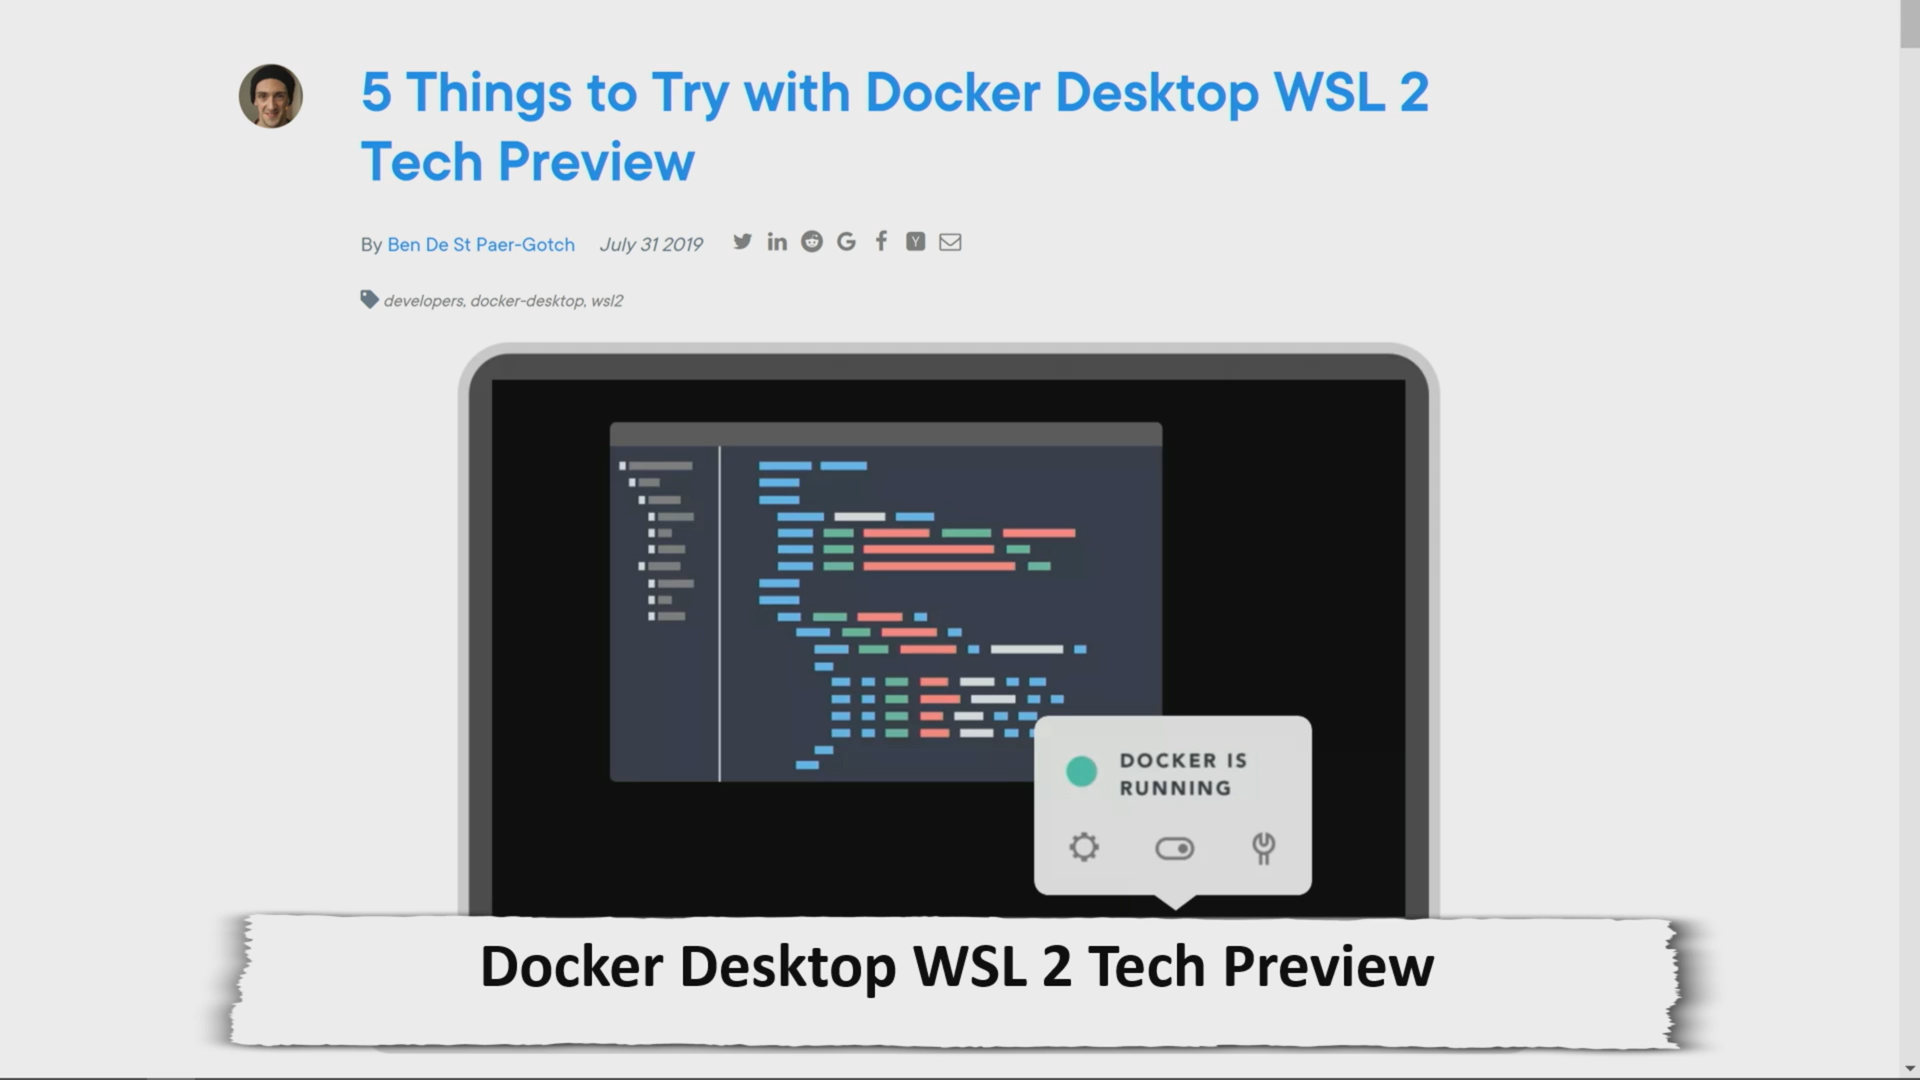 5 Things to Try with Docker Desktop WSL 2
Tech Preview
By Ben De St Paer-Gotch July 31 2019
developers, docker-desktop, wsl2
DOCKER IS
RUNNING
Docker Desktop WSL 2 Tech Preview